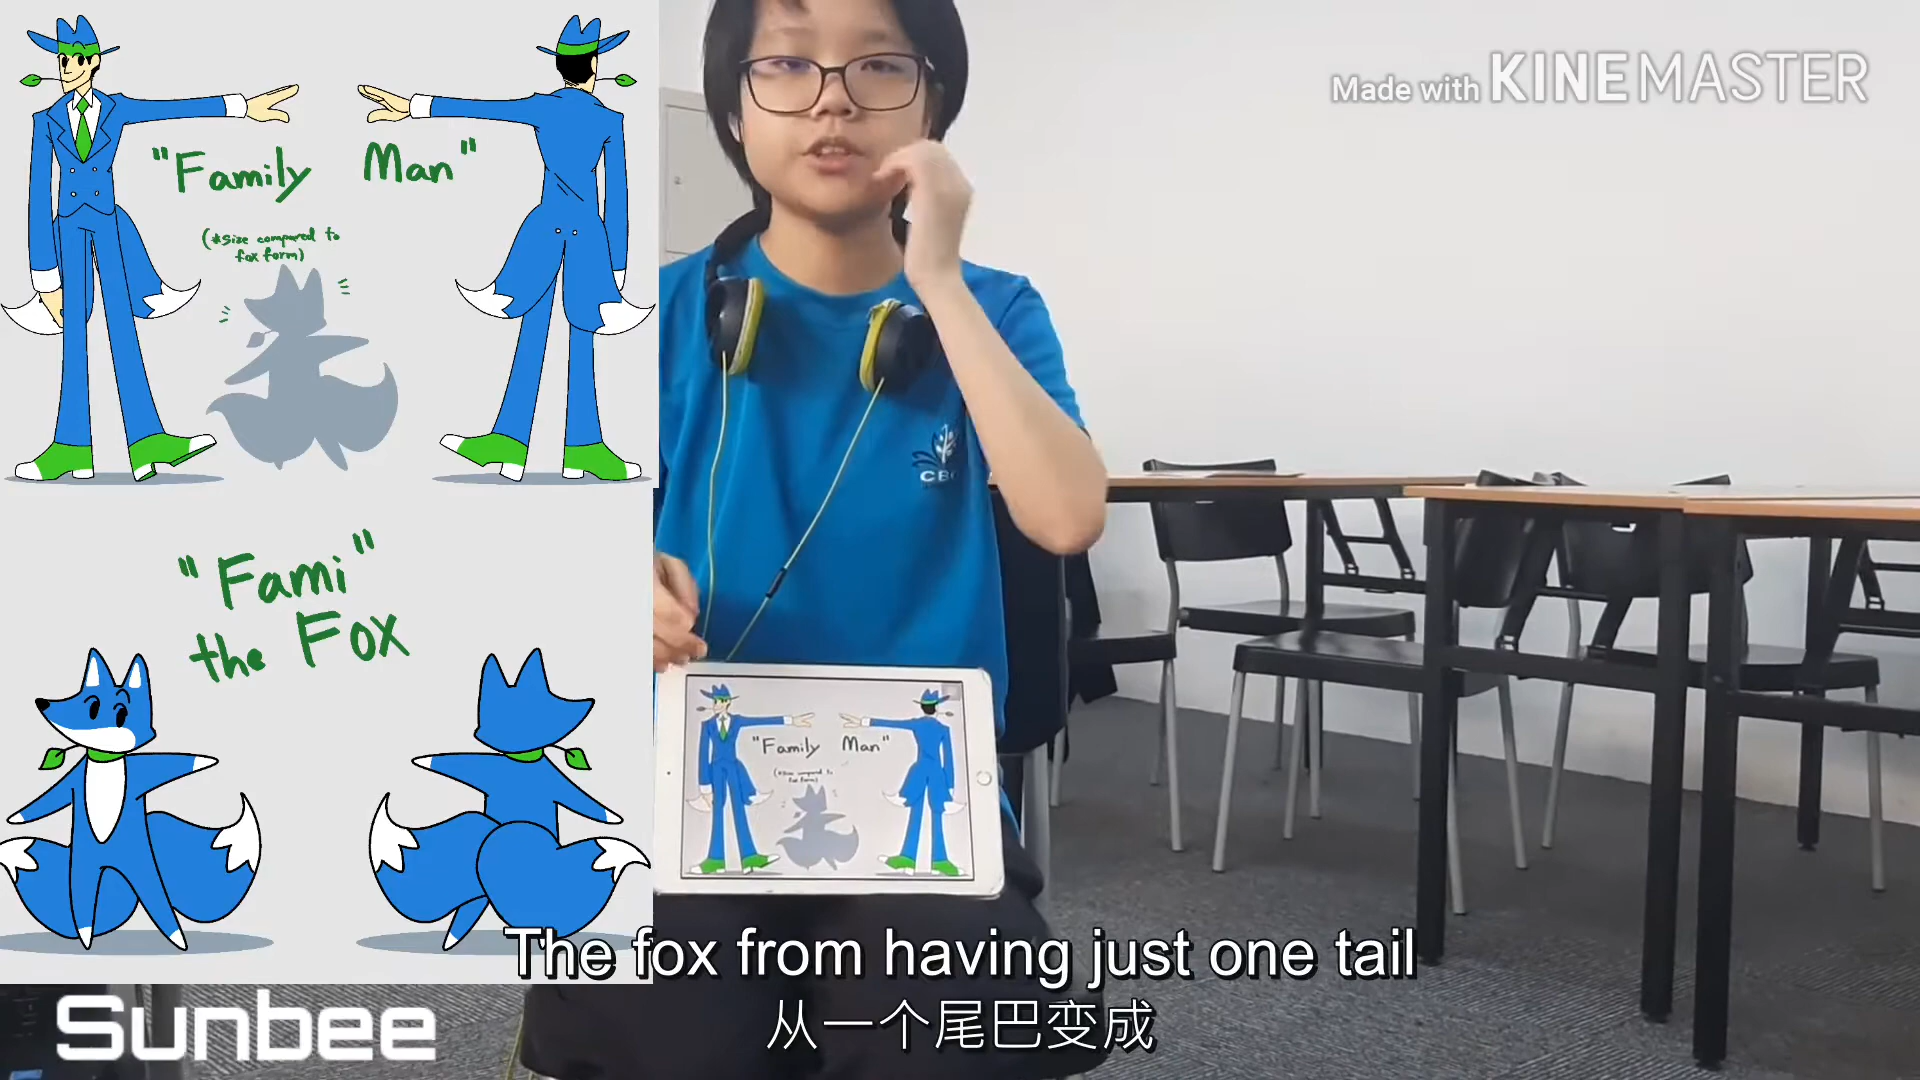 "Family Man"
(*size compared to
fox form)
"Fami"
the Fox
Made with KINEMASTER
"Family Man"
The fox from having just one tail
从一个尾巴变成
Sunbee